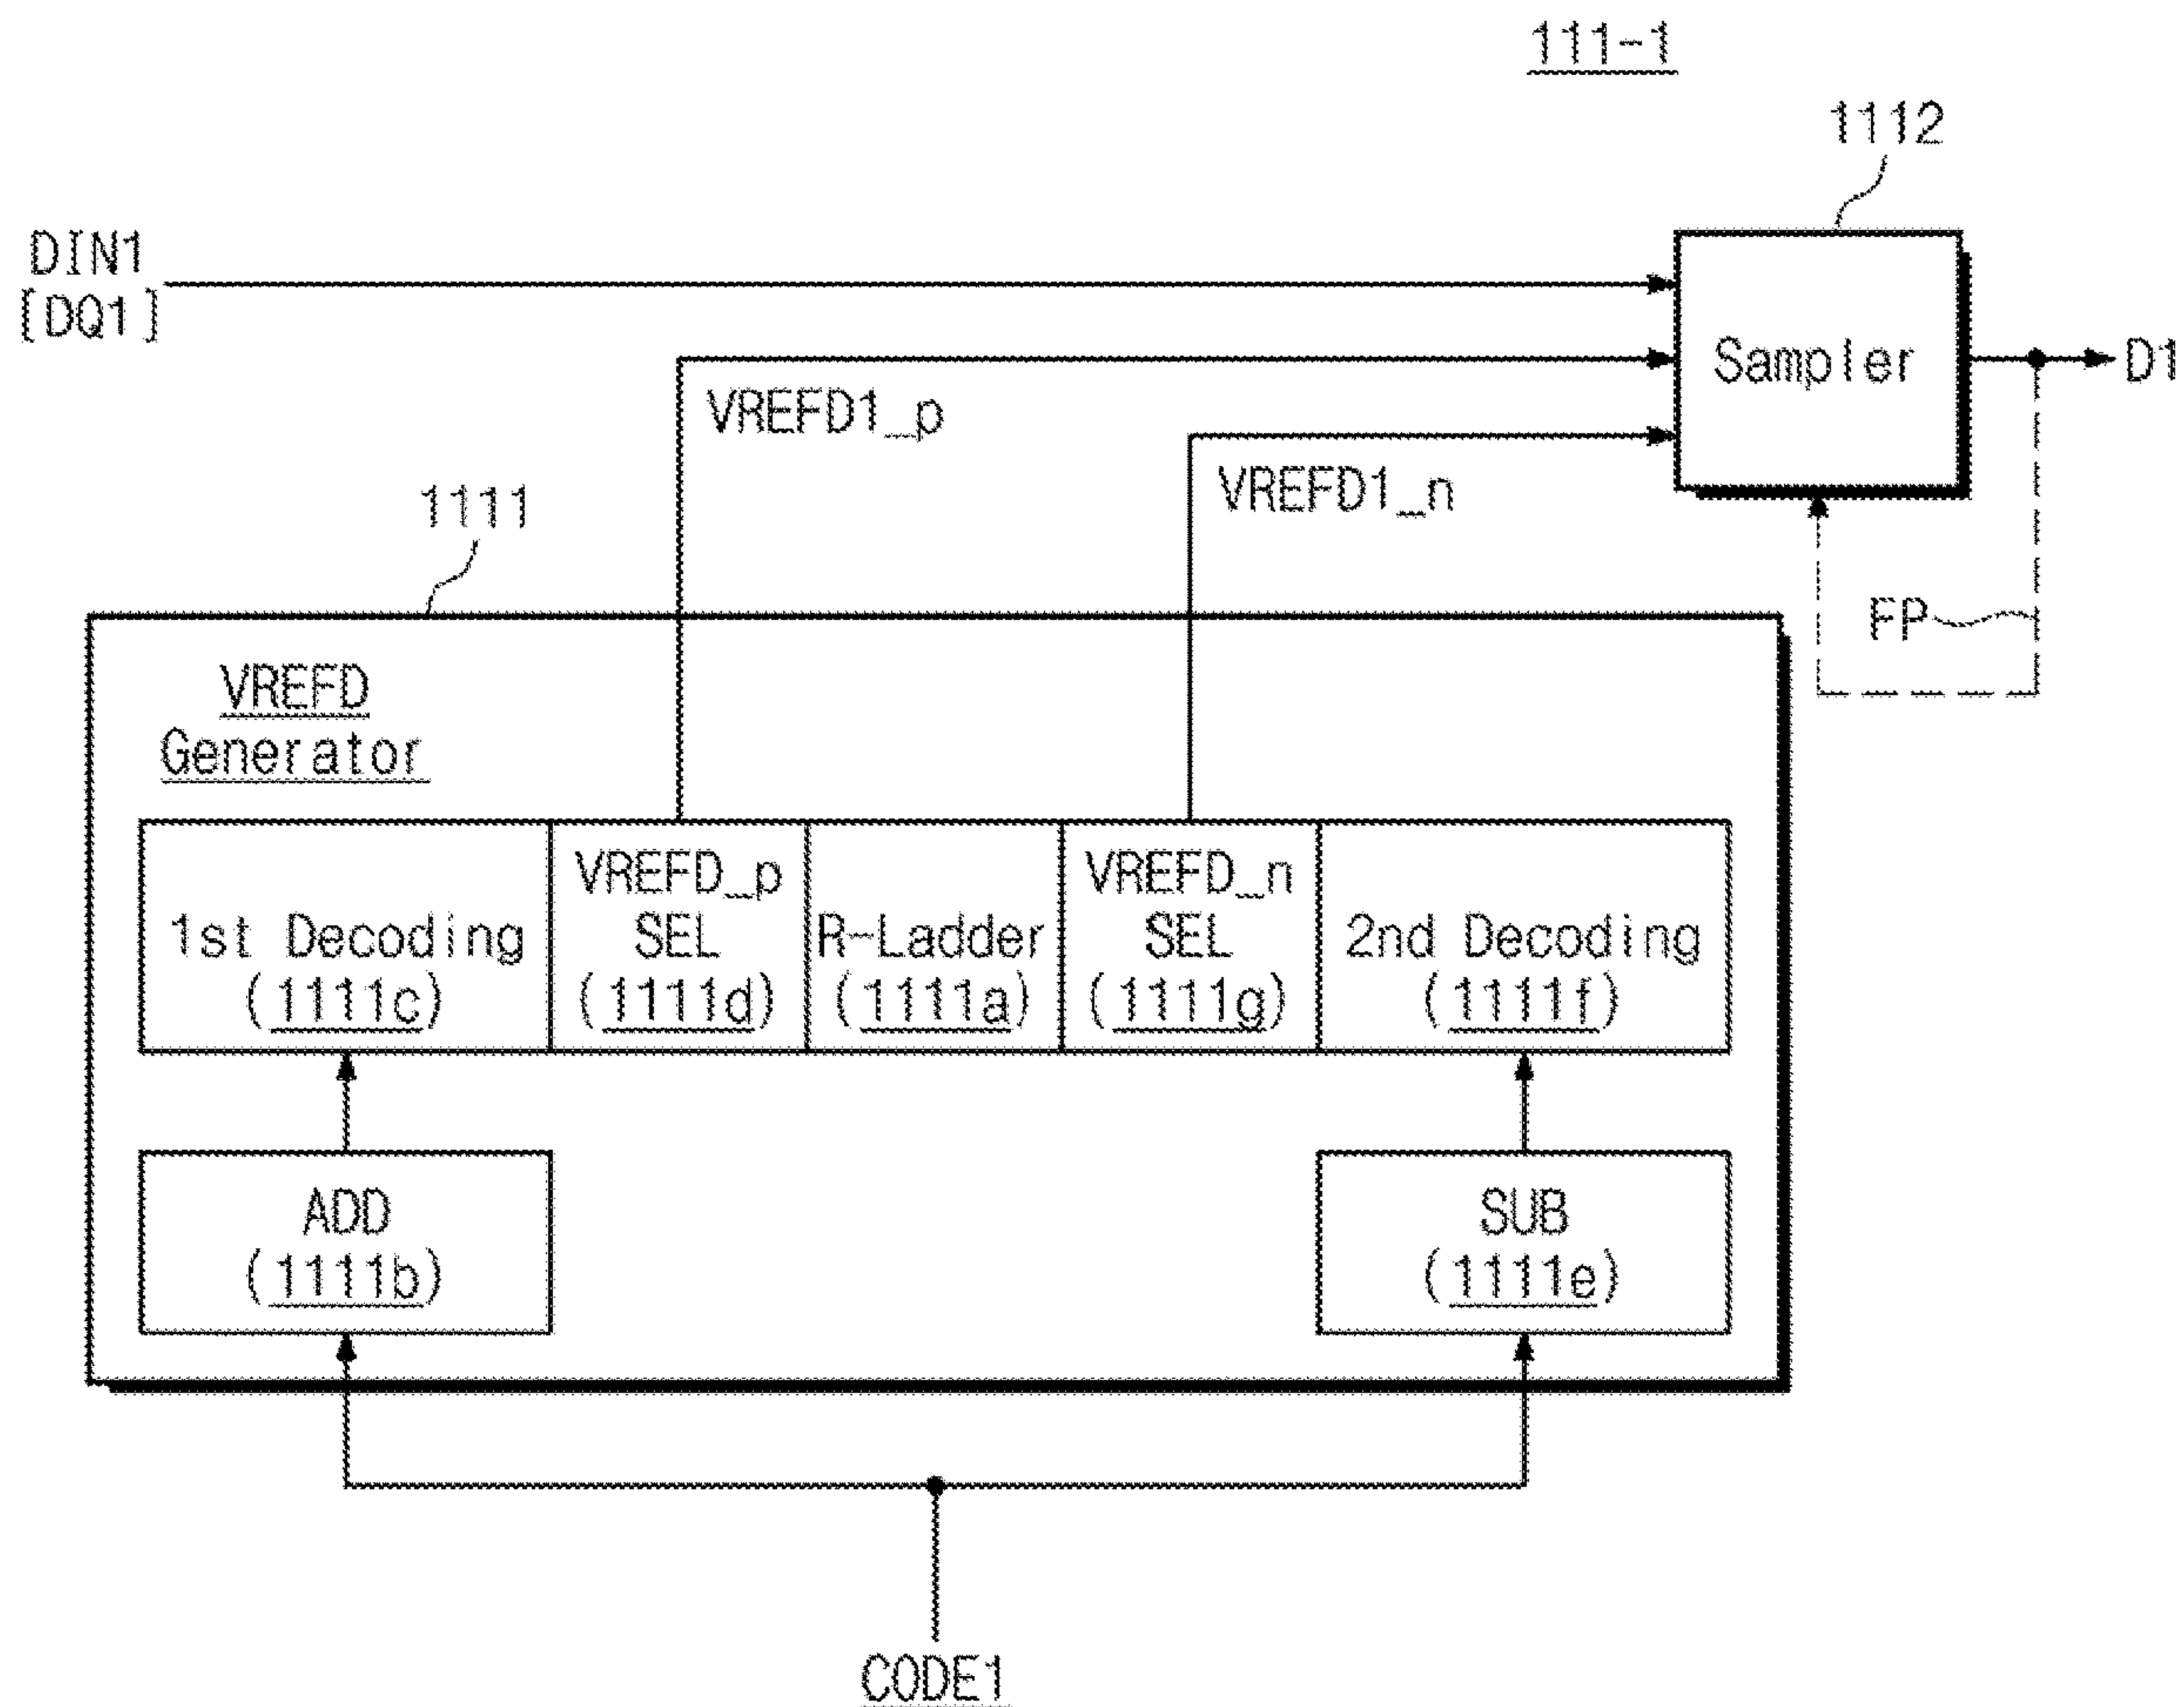 111-1
1112
DIN1
[DQ1]
Sampler
D1
VREFD1_p
VREFD1_n
1111
FP
VREFD
Generator
1st Decoding
(1111c)
VREFD_p
SEL
(1111d)
R-Ladder
(1111a)
VREFD_n
SEL
(1111g)
2nd Decoding
(1111f)
ADD
(1111b)
SUB
(1111e)
CODE1